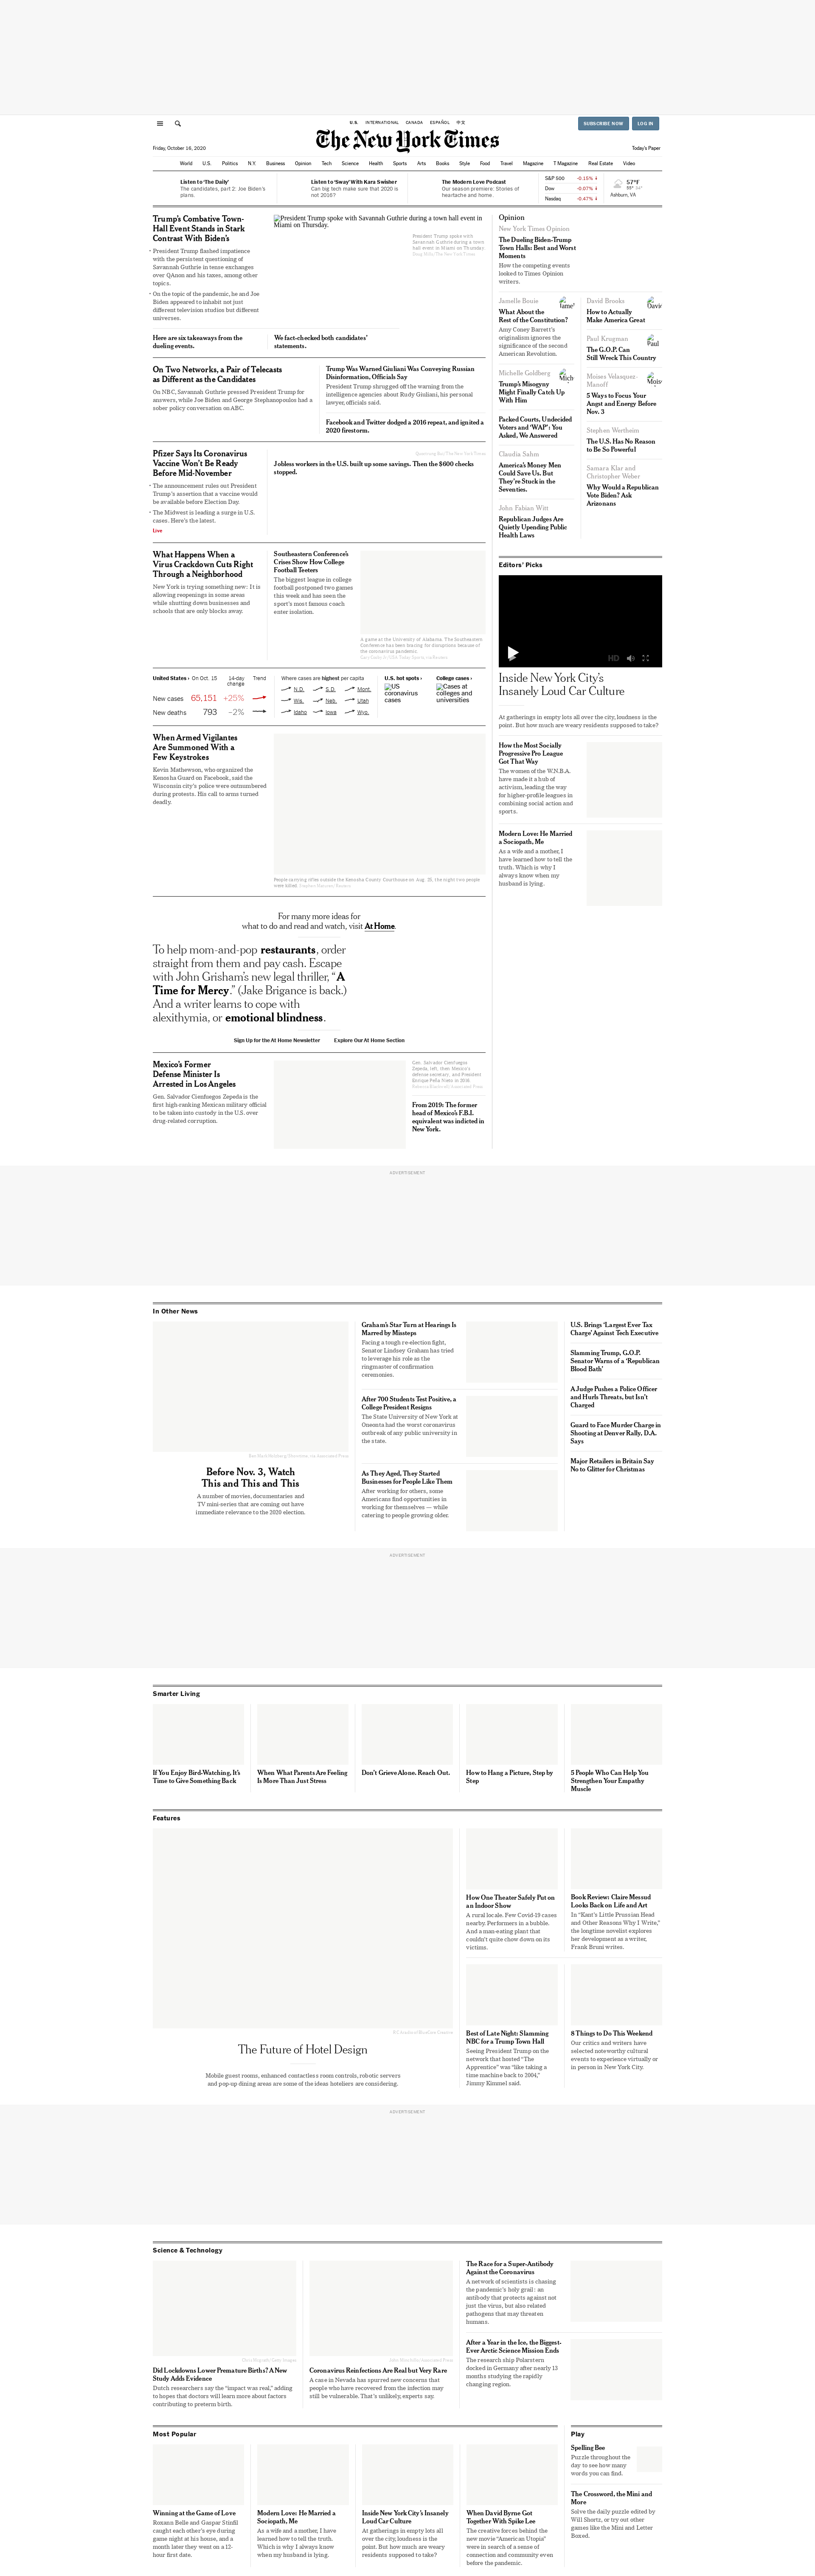 U.S. INTERNATIONAL CANADA ESPAÑOL 中文
SUBSCRIBE NOW
LOG IN
The New York Times
Friday, October 16, 2020
Today's Paper
World U.S. Politics N.Y. Business Opinion Tech Science Health Sports Arts Books Style Food Travel Magazine T Magazine Real Estate Video
Listen to 'The Daily'
The candidates, part 2: Joe Biden's
plans.
Listen to 'Sway' With Kara Swisher
Can big tech make sure that 2020 is
not 2016?
The Modern Love Podcast
Our season premiere: Stories of
heartache and home.
S&P 500 -0.15% ↓
Dow -0.07% ↓
Nasdaq -0.47% ↓
57°F
Ashburn, VA
Trump's Combative Town-
Hall Event Stands in Stark
Contrast With Biden's
President Trump flashed impatience
with the persistent questioning of
Savannah Guthrie in tense exchanges
over QAnon and his taxes, among other
topics.
On the topic of the pandemic, he and Joe
Biden appeared to inhabit not just
different television studios but different
universes.
President Trump spoke with Savannah Guthrie during a town hall event in
Miami on Thursday.
President Trump spoke with
Savannah Guthrie during a town
hall event in Miami on Thursday.
Doug Mills/The New York Times
Here are six takeaways from the
dueling events.
We fact-checked both candidates'
statements.
On Two Networks, a Pair of Telecasts
as Different as the Candidates
On NBC, Savannah Guthrie pressed President Trump for
answers, while Joe Biden and George Stephanopoulos had a
sober policy conversation on ABC.
Trump Was Warned Giuliani Was Conveying Russian
Disinformation, Officials Say
President Trump shrugged off the warning from the
intelligence agencies about Rudy Giuliani, his personal
lawyer, officials said.
Facebook and Twitter dodged a 2016 repeat, and ignited a
2020 firestorm.
Pfizer Says Its Coronavirus
Vaccine Won't Be Ready
Before Mid-November
The announcement rules out President
Trump's assertion that a vaccine would
be available before Election Day.
The Midwest is leading a surge in U.S.
cases. Here's the latest.
Live
Jobless workers in the U.S. built up some savings. Then the $600 checks
stopped.
What Happens When a
Virus Crackdown Cuts Right
Through a Neighborhood
New York is trying something new: It is
allowing reopenings in some areas
while shutting down businesses and
schools that are only blocks away.
Southeastern Conference's
Crises Show How College
Football Teeters
The biggest league in college
football postponed two games
this week and has seen the
sport's most famous coach
enter isolation.
A game at the University of Alabama. The Southeastern
Conference has been bracing for disruptions because of
the coronavirus pandemic.
United States › On Oct. 15 14-day
change Trend
New cases 65,151 +25%
New deaths 793 –2%
Where cases are highest per capita
N.D. S.D. Mont.
Wis. Neb. Utah
Idaho Iowa Wyo.
U.S. hot spots ›
US
coronavirus
cases
College cases ›
Cases at
colleges and
universities
When Armed Vigilantes
Are Summoned With a
Few Keystrokes
Kevin Mathewson, who organized the
Kenosha Guard on Facebook, said the
Wisconsin city's police were outnumbered
during protests. His call to arms turned
deadly.
People carrying rifles outside the Kenosha County Courthouse on Aug. 25, the night two people
were killed.
For many more ideas for
what to do and read and watch, visit At Home.
To help mom-and-pop restaurants, order
straight from them and pay cash. Escape
with John Grisham's new legal thriller, "A
Time for Mercy." (Jake Brigance is back.)
And a writer learns to cope with
alexithymia, or emotional blindness.
Sign Up for the At Home Newsletter
Explore Our At Home Section
Mexico's Former
Defense Minister Is
Arrested in Los Angeles
Gen. Salvador Cienfuegos Zepeda is the
first high-ranking Mexican military official
to be taken into custody in the U.S. over
drug-related corruption.
Gen. Salvador Cienfuegos
Zepeda, left, then Mexico's
defense secretary, and President
Enrique Peña Nieto in 2016.
From 2019: The former
head of Mexico's F.B.I.
equivalent was indicted in
New York.
Opinion
New York Times Opinion
The Dueling Biden-Trump
Town Halls: Best and Worst
Moments
How the competing events
looked to Times Opinion
writers.
Jamelle Bouie
What About the
Rest of the Constitution?
Amy Coney Barrett's
originalism ignores the
significance of the second
American Revolution.
Michelle Goldberg
Trump's Misogyny
Might Finally Catch Up
With Him
Packed Courts, Undecided
Voters and 'WAP': You
Asked, We Answered
Claudia Sahm
America's Money Men
Could Save Us. But
They're Stuck in the
Seventies.
John Fabian Witt
Republican Judges Are
Quietly Upending Public
Health Laws
David Brooks
How to Actually
Make America Great
Paul Krugman
The G.O.P. Can
Still Wreck This Country
Moises Velasquez-
Manoff
5 Ways to Focus Your
Angst and Energy Before
Nov. 3
Stephen Wertheim
The U.S. Has No Reason
to Be So Powerful
Samara Klar and
Christopher Weber
Why Would a Republican
Vote Biden? Ask
Arizonans
Editors' Picks
HD
Inside New York City's
Insanely Loud Car Culture
At gatherings in empty lots all over the city, loudness is the
point. But how much are weary residents supposed to take?
How the Most Socially
Progressive Pro League
Got That Way
The women of the W.N.B.A.
have made it a hub of
activism, leading the way
for higher-profile leagues in
combining social action and
sports.
Modern Love: He Married
a Sociopath, Me
As a wife and a mother, I
have learned how to tell the
truth. Which is why I
always know when my
husband is lying.
ADVERTISEMENT
In Other News
Before Nov. 3, Watch
This and This and This
A number of movies, documentaries and
TV mini-series that are coming out have
immediate relevance to the 2020 election.
Graham's Star Turn at Hearings Is
Marred by Missteps
Facing a tough re-election fight,
Senator Lindsey Graham has tried
to leverage his role as the
ringmaster of confirmation
ceremonies.
After 700 Students Test Positive, a
College President Resigns
The State University of New York at
Oneonta had the worst coronavirus
outbreak of any public university in
the state.
As They Aged, They Started
Businesses for People Like Them
After working for others, some
Americans find opportunities in
working for themselves — while
catering to people growing older.
U.S. Brings 'Largest Ever Tax
Charge' Against Tech Executive
Slamming Trump, G.O.P.
Senator Warns of a 'Republican
Blood Bath'
A Judge Pushes a Police Officer
and Hurls Threats, but Isn't
Charged
Guard to Face Murder Charge in
Shooting at Denver Rally, D.A.
Says
Major Retailers in Britain Say
No to Glitter for Christmas
ADVERTISEMENT
Smarter Living
If You Enjoy Bird-Watching, It's
Time to Give Something Back
When What Parents Are Feeling
Is More Than Just Stress
Don't Grieve Alone. Reach Out.
How to Hang a Picture, Step by
Step
5 People Who Can Help You
Strengthen Your Empathy
Muscle
Features
The Future of Hotel Design
Mobile guest rooms, enhanced contactless room controls, robotic servers
and pop-up dining areas are some of the ideas hoteliers are considering.
How One Theater Safely Put on
an Indoor Show
A rural locale. Few Covid-19 cases
nearby. Performers in a bubble.
And a man-eating plant that
couldn't quite chow down on its
victims.
Book Review: Claire Messud
Looks Back on Life and Art
In "Kant's Little Prussian Head
and Other Reasons Why I Write,"
the longtime novelist explores
her development as a writer,
Frank Bruni writes.
Best of Late Night: Slamming
NBC for a Trump Town Hall
Seeing President Trump on the
network that hosted "The
Apprentice" was "like taking a
time machine back to 2004,"
Jimmy Kimmel said.
8 Things to Do This Weekend
Our critics and writers have
selected noteworthy cultural
events to experience virtually or
in person in New York City.
ADVERTISEMENT
Science & Technology
Did Lockdowns Lower Premature Births? A New
Study Adds Evidence
Dutch researchers say the "impact was real," adding
to hopes that doctors will learn more about factors
contributing to preterm birth.
Coronavirus Reinfections Are Real but Very Rare
A case in Nevada has spurred new concerns that
people who have recovered from the infection may
still be vulnerable. That's unlikely, experts say.
The Race for a Super-Antibody
Against the Coronavirus
A network of scientists is chasing
the pandemic's holy grail: an
antibody that protects against not
just the virus, but also related
pathogens that may threaten
humans.
After a Year in the Ice, the Biggest-
Ever Arctic Science Mission Ends
The research ship Polarstern
docked in Germany after nearly 13
months studying the rapidly
changing region.
Most Popular
Winning at the Game of Love
Roxann Belle and Gaspar Stinfil
caught each other's eye during
game night at his house, and a
month later they went on a 12-
hour first date.
Modern Love: He Married a
Sociopath, Me
As a wife and a mother, I have
learned how to tell the truth.
Which is why I always know
when my husband is lying.
Inside New York City's Insanely
Loud Car Culture
At gatherings in empty lots all
over the city, loudness is the
point. But how much are weary
residents supposed to take?
When David Byrne Got
Together With Spike Lee
The creative forces behind the
new movie "American Utopia"
were in search of a sense of
connection and community even
before the pandemic.
Play
Spelling Bee
Puzzle throughout the
day to see how many
words you can find.
The Crossword, the Mini and
More
Solve the daily puzzle edited by
Will Shortz, or try out other
games like the Mini and Letter
Boxed.